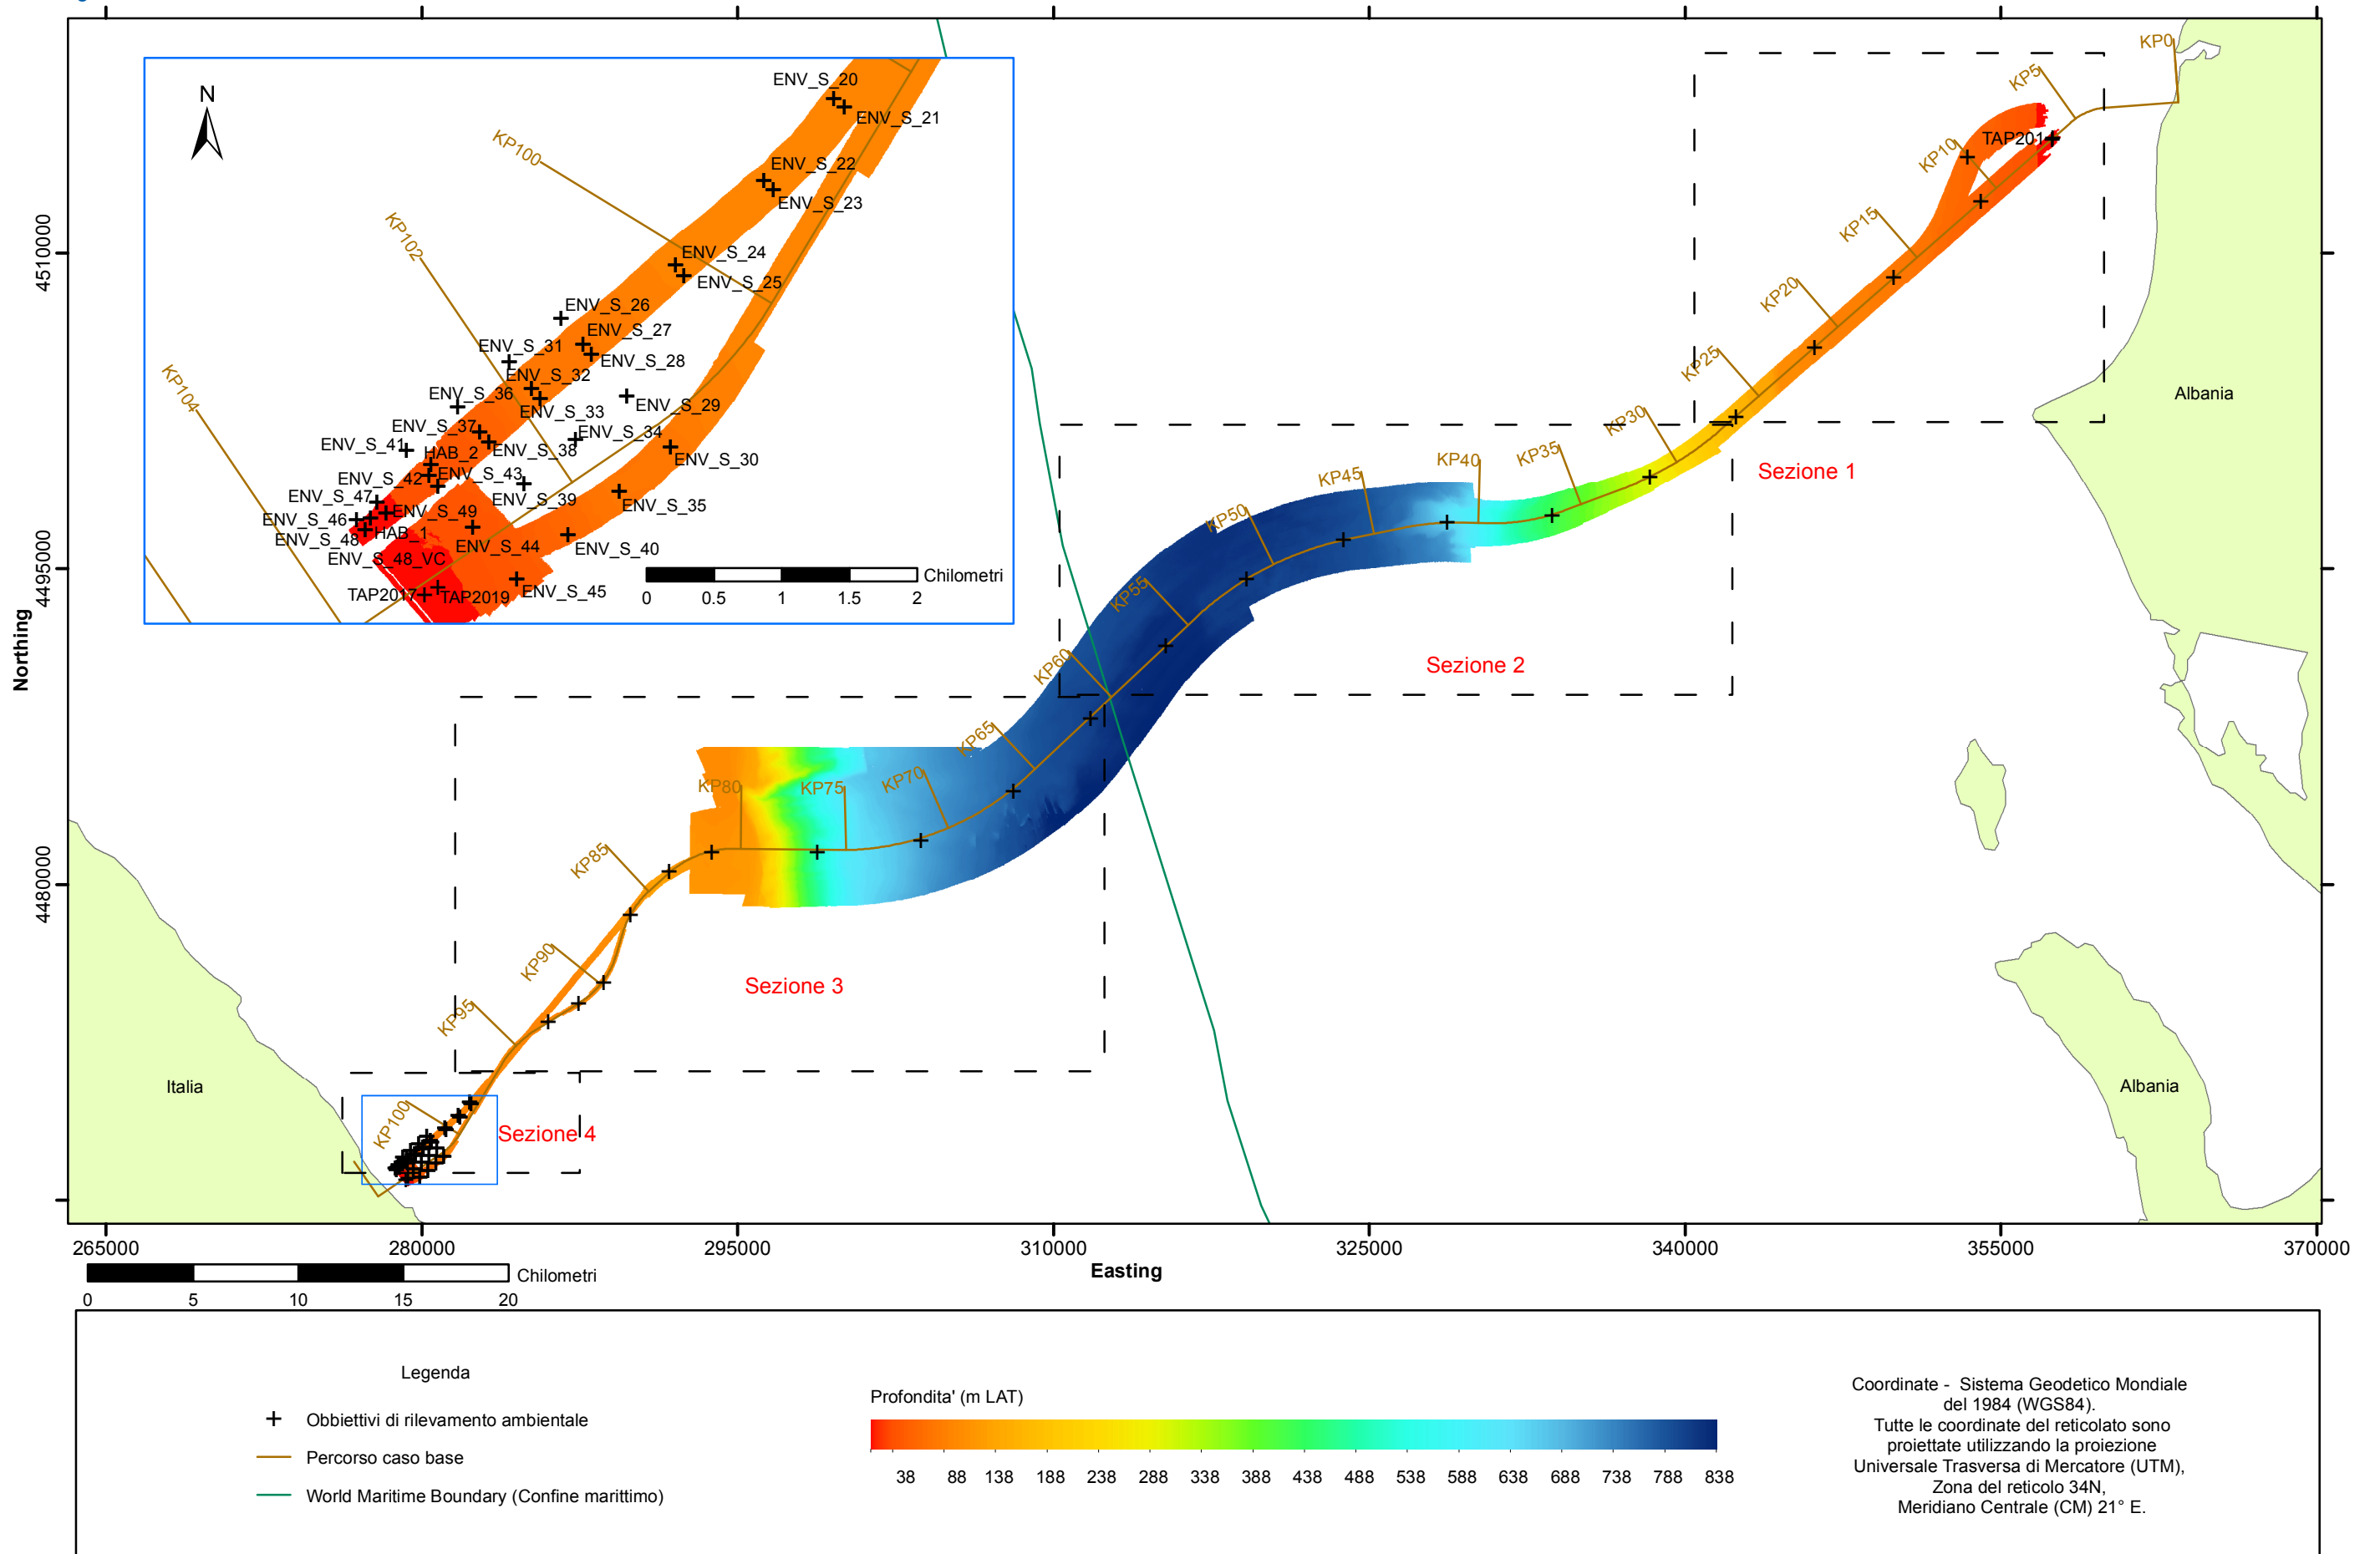 N
ENV_S_20
ENV_S_21
KP100
ENV_S_22
ENV_S_23
KP102
ENV_S_24
ENV_S_25
ENV_S_26
ENV_S_27
ENV_S_31
ENV_S_28
ENV_S_32
KP104
ENV_S_36
ENV_S_33
ENV_S_29
ENV_S_37
ENV_S_34
ENV_S_41
HAB_2
ENV_S_38
ENV_S_30
ENV_S_42
ENV_S_43
ENV_S_47
ENV_S_39
ENV_S_35
ENV_S_46
ENV_S_49
ENV_S_48
HAB_1
ENV_S_44
ENV_S_40
ENV_S_48_VC
ENV_S_45
TAP2017
TAP2019
Chilometri
0 0.5 1 1.5 2
KP0
KP5
TAP201
KP10
KP15
KP20
KP25
KP30
KP35
KP40
KP45
KP50
KP55
KP60
KP65
KP70
KP75
KP80
KP85
KP90
KP95
KP100
Albania
Sezione 1
Sezione 2
Sezione 3
Sezione 4
Italia
Albania
Northing
4510000
4495000
4480000
265000 280000 295000 310000 325000 340000 355000 370000
Easting
Chilometri
0 5 10 15 20
Legenda
Obbiettivi di rilevamento ambientale
Percorso caso base
World Maritime Boundary (Confine marittimo)
Profondita' (m LAT)
38 88 138 188 238 288 338 388 438 488 538 588 638 688 738 788 838
Coordinate - Sistema Geodetico Mondiale
del 1984 (WGS84).
Tutte le coordinate del reticolato sono
proiettate utilizzando la proiezione
Universale Trasversa di Mercatore (UTM),
Zona del reticolo 34N,
Meridiano Centrale (CM) 21° E.